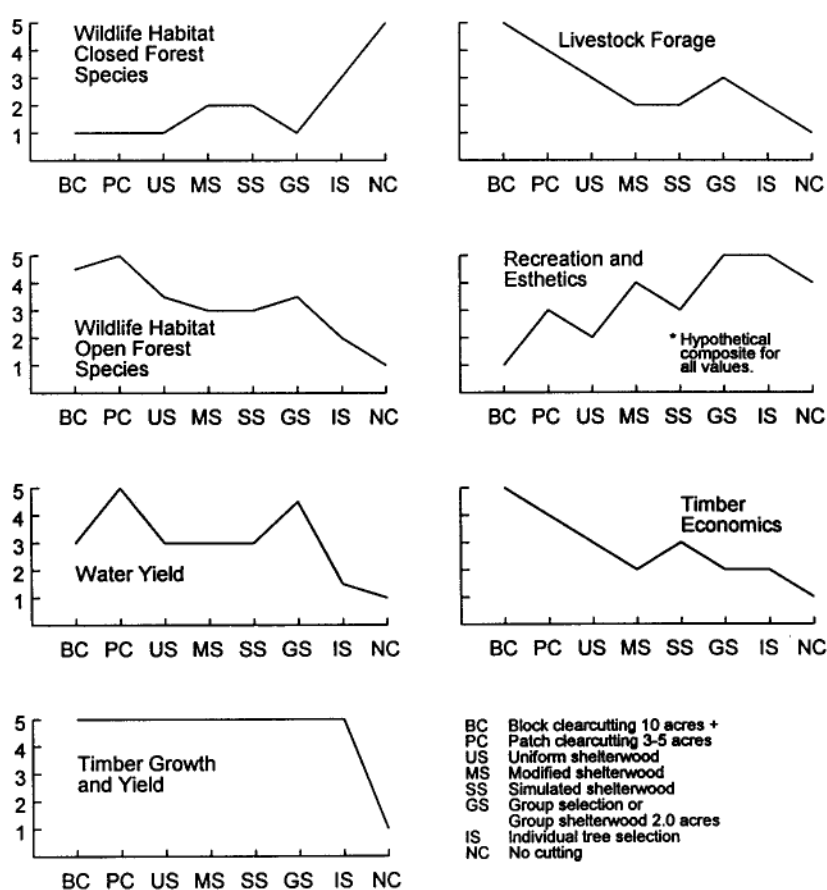 5
4
3
2
1
Wildlife Habitat
Closed Forest
Species
BC PC US MS SS GS IS NC
Livestock Forage
BC PC US MS SS GS IS NC
5
4
3
2
1
Wildlife Habitat
Open Forest
Species
BC PC US MS SS GS IS NC
Recreation and
Esthetics
* Hypothetical
composite for
all values.
BC PC US MS SS GS IS NC
5
4
3
2
1
Water Yield
BC PC US MS SS GS IS NC
Timber
Economics
BC PC US MS SS GS IS NC
5
4
3
2
1
Timber Growth
and Yield
BC PC US MS SS GS IS NC
BC Block clearcutting 10 acres +
PC Patch clearcutting 3-5 acres
US Uniform shelterwood
MS Modified shelterwood
SS Simulated shelterwood
GS Group selection or
Group shelterwood 2.0 acres
IS Individual tree selection
NC No cutting